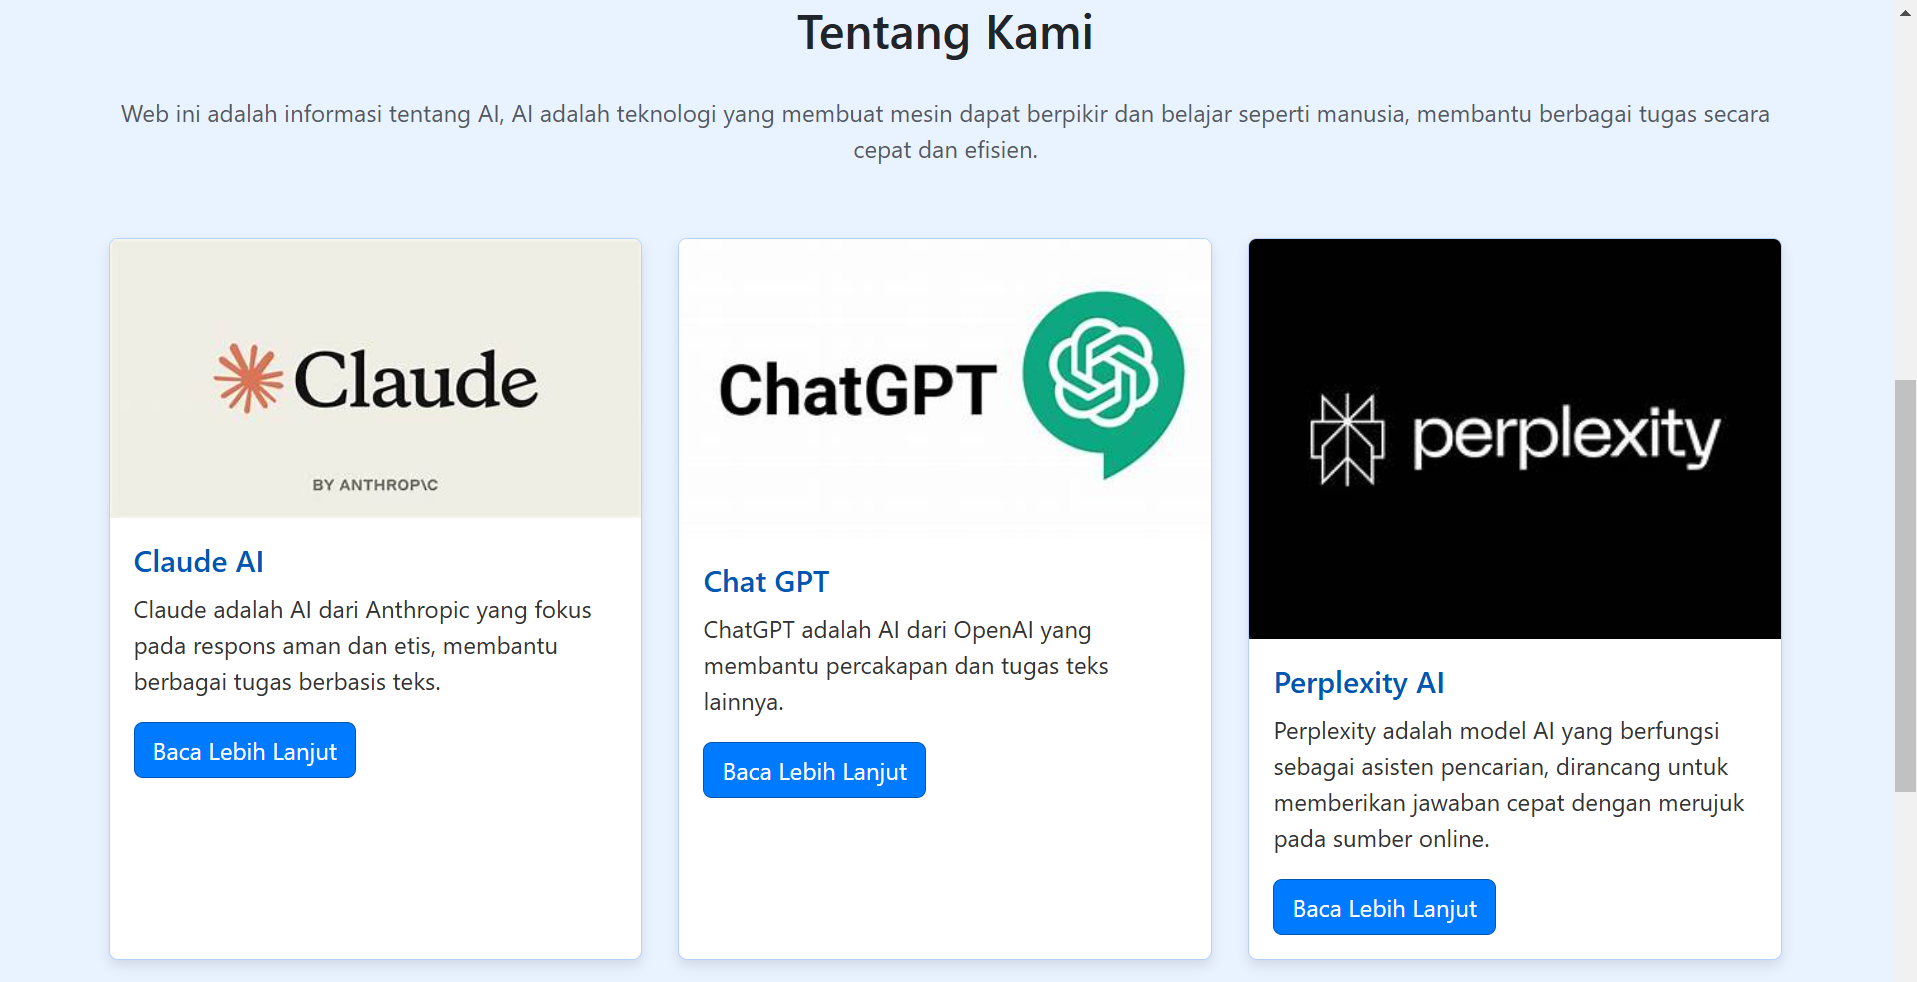 Tentang Kami
Web ini adalah informasi tentang AI, AI adalah teknologi yang membuat mesin dapat berpikir dan belajar seperti manusia, membantu berbagai tugas secara
cepat dan efisien.
Claude
BY ANTHROP\C
Claude AI
Claude adalah AI dari Anthropic yang fokus
pada respons aman dan etis, membantu
berbagai tugas berbasis teks.
Baca Lebih Lanjut
ChatGPT
Chat GPT
ChatGPT adalah AI dari OpenAI yang
membantu percakapan dan tugas teks
lainnya.
Baca Lebih Lanjut
perplexity
Perplexity AI
Perplexity adalah model AI yang berfungsi
sebagai asisten pencarian, dirancang untuk
memberikan jawaban cepat dengan merujuk
pada sumber online.
Baca Lebih Lanjut